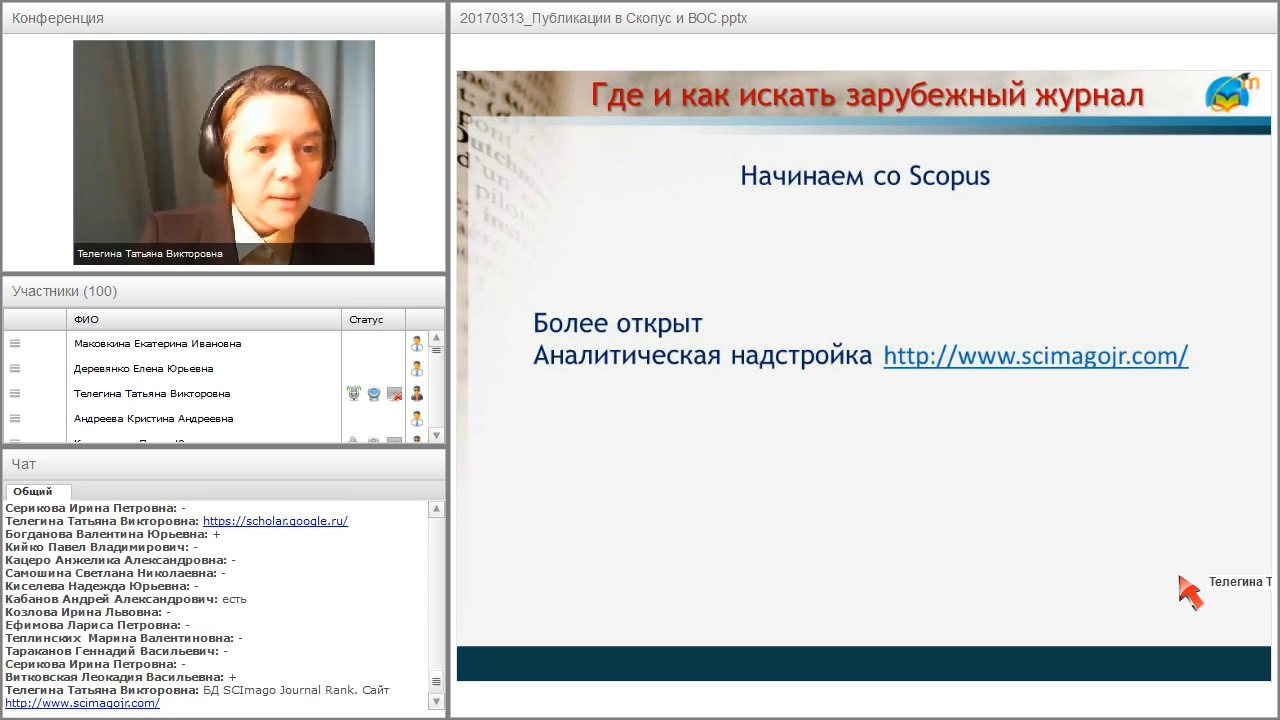 Конференция
Телегина Татьяна Викторовна
Участники (100)
ФИО
Статус
Маковкина Екатерина Ивановна
Деревянко Елена Юрьевна
Телегина Татьяна Викторовна
Андреева Кристина Андреевна
Чат
Общий
Серикова Ирина Петровна: -
Телегина Татьяна Викторовна: https://scholar.google.ru/
Богданова Валентина Юрьевна: +
Кийко Павел Владимирович: -
Кацеро Анжелика Александровна: -
Самошина Светлана Николаевна: -
Киселева Надежда Юрьевна: -
Кабанов Андрей Александрович: есть
Козлова Ирина Львовна: -
Ефимова Лариса Петровна: -
Теплинских Марина Валентиновна: -
Тараканов Геннадий Васильевич: -
Серикова Ирина Петровна: -
Витковская Леокадия Васильевна: +
Телегина Татьяна Викторовна: БД SCImago Journal Rank. Сайт
http://www.scimagojr.com/
20170313_Публикации в Скопус и ВОС.pptx
Где и как искать зарубежный журнал
Начинаем со Scopus
Более открыт
Аналитическая надстройка http://www.scimagojr.com/
Телегина Т